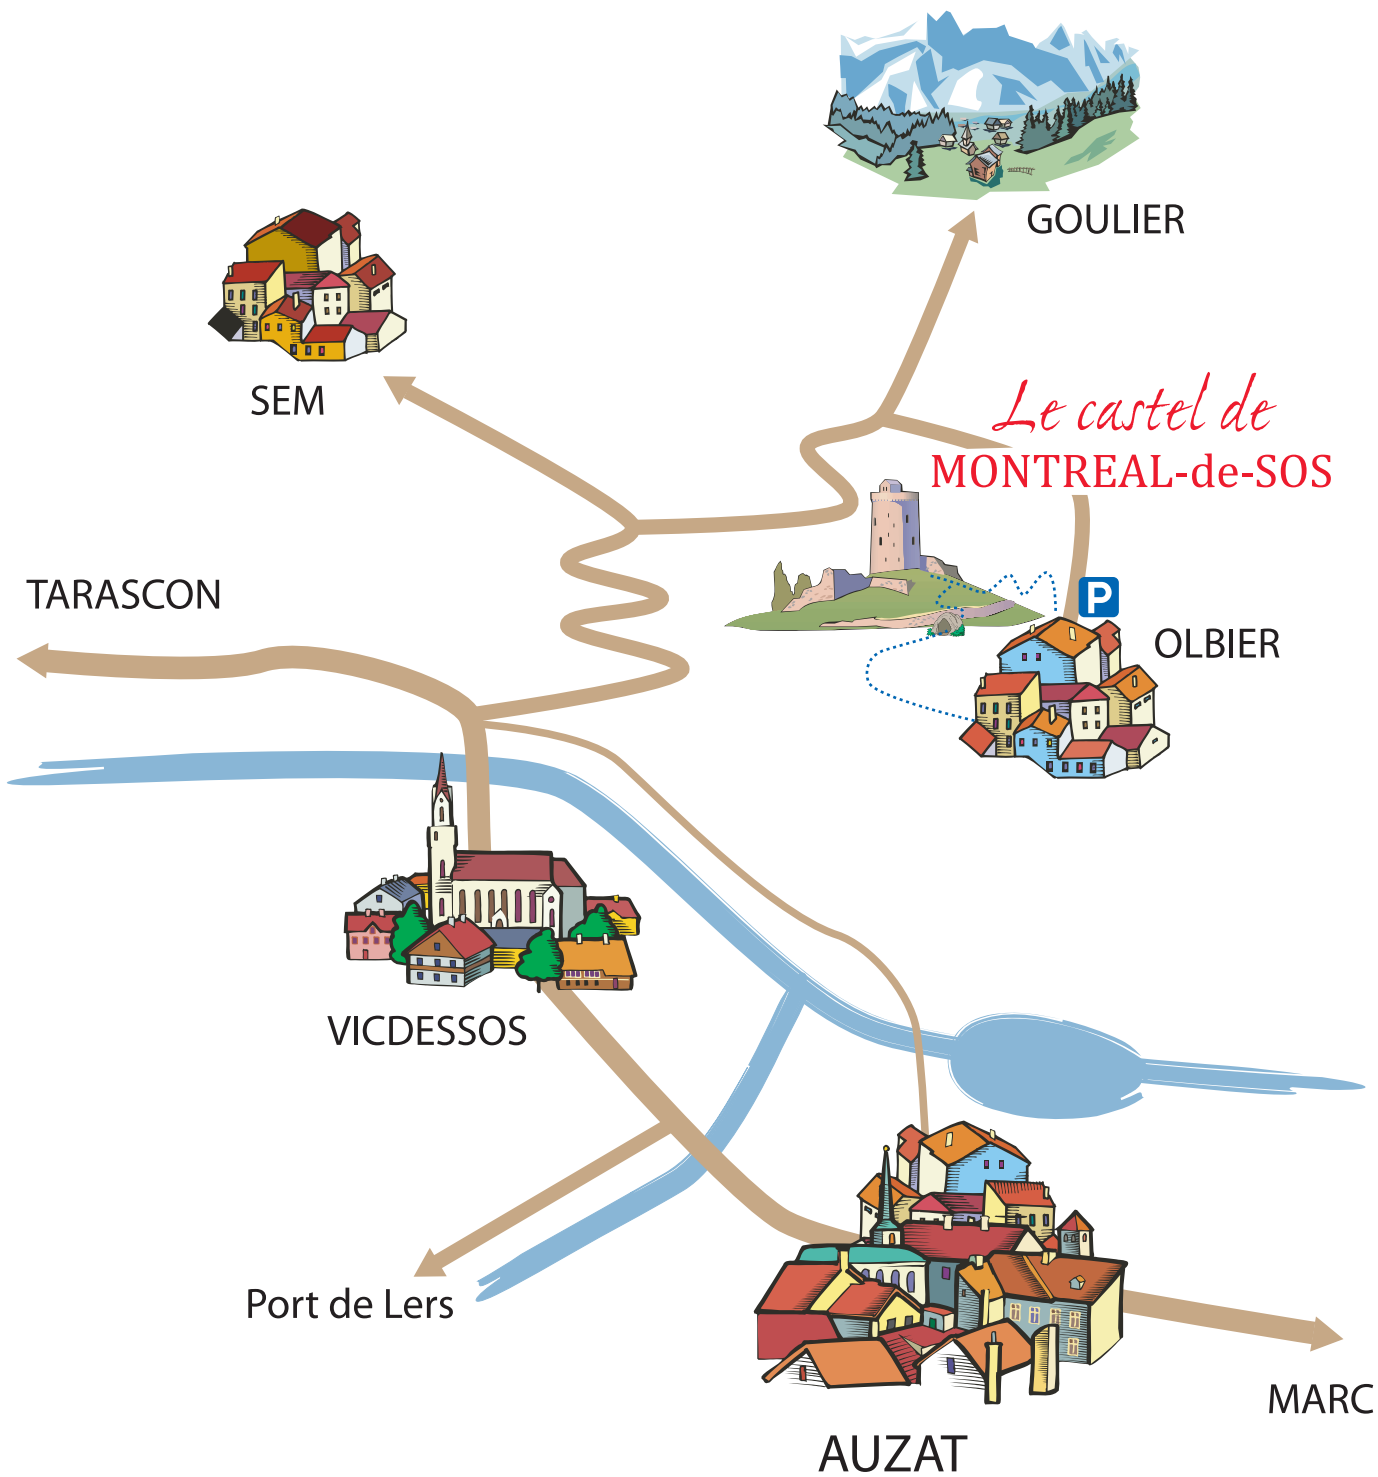 GOULIER
SEM
Le castel de
MONTREAL-de-SOS
TARASCON
P
OLBIER
VICDESSOS
Port de Lers
MARC
AUZAT